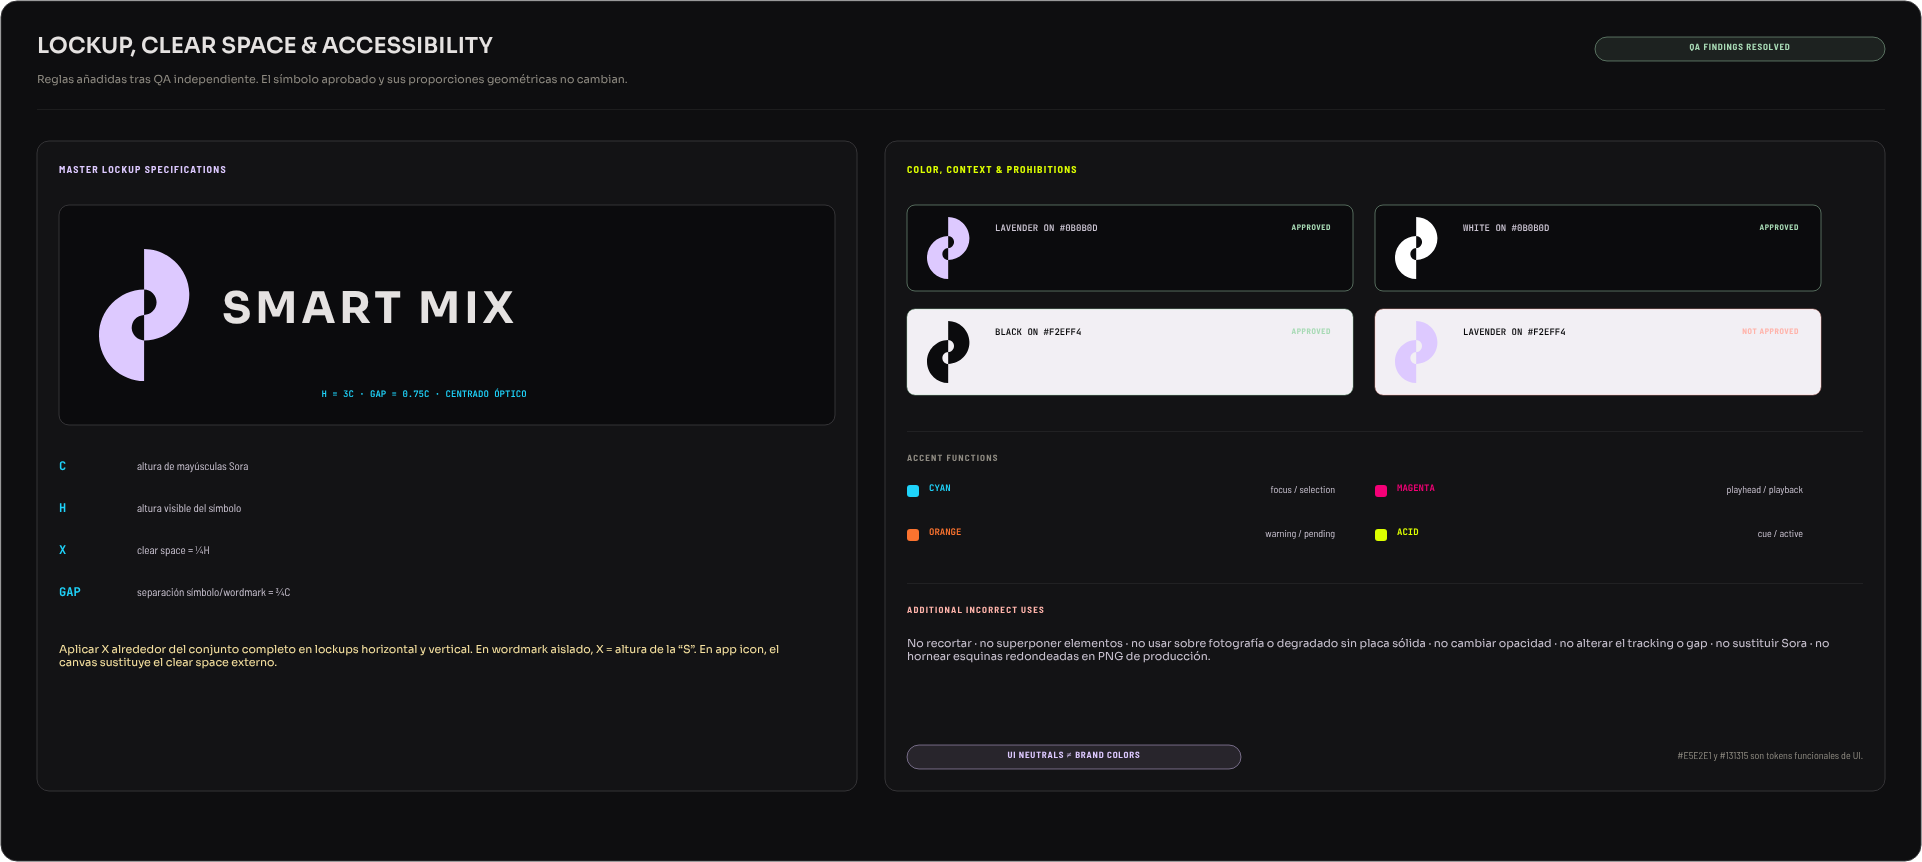 LOCKUP, CLEAR SPACE & ACCESSIBILITY
QA FINDINGS RESOLVED
Reglas añadidas tras QA independiente. El símbolo aprobado y sus proporciones geométricas no cambian.
MASTER LOCKUP SPECIFICATIONS
SMART MIX
H = 3C · GAP = 0.75C · CENTRADO ÓPTICO
C altura de mayúsculas Sora
H altura visible del símbolo
X clear space = ¼H
GAP separación símbolo/wordmark = ¾C
Aplicar X alrededor del conjunto completo en lockups horizontal y vertical. En wordmark aislado, X = altura de la “S”. En app icon, el
canvas sustituye el clear space externo.
COLOR, CONTEXT & PROHIBITIONS
LAVENDER ON #0B0B0D APPROVED
WHITE ON #0B0B0D APPROVED
BLACK ON #F2EFF4 APPROVED
LAVENDER ON #F2EFF4 NOT APPROVED
ACCENT FUNCTIONS
CYAN focus / selection
MAGENTA playhead / playback
ORANGE warning / pending
ACID cue / active
ADDITIONAL INCORRECT USES
No recortar · no superponer elementos · no usar sobre fotografía o degradado sin placa sólida · no cambiar opacidad · no alterar el tracking o gap · no sustituir Sora · no
hornear esquinas redondeadas en PNG de producción.
UI NEUTRALS ≠ BRAND COLORS
#E5E2E1 y #131315 son tokens funcionales de UI.